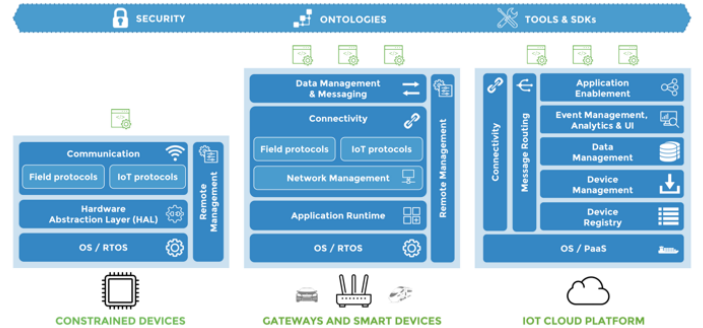 SECURITY
ONTOLOGIES
TOOLS & SDKs
Communication
Field protocols
IoT protocols
Hardware
Abstraction Layer (HAL)
OS / RTOS
Remote
Management
CONSTRAINED DEVICES
Data Management
& Messaging
Connectivity
Field protocols
IoT protocols
Network Management
Application Runtime
OS / RTOS
Remote Management
GATEWAYS AND SMART DEVICES
Connectivity
Message Routing
Application
Enablement
Event Management,
Analytics & UI
Data
Management
Device
Management
Device
Registry
OS / PaaS
IOT CLOUD PLATFORM